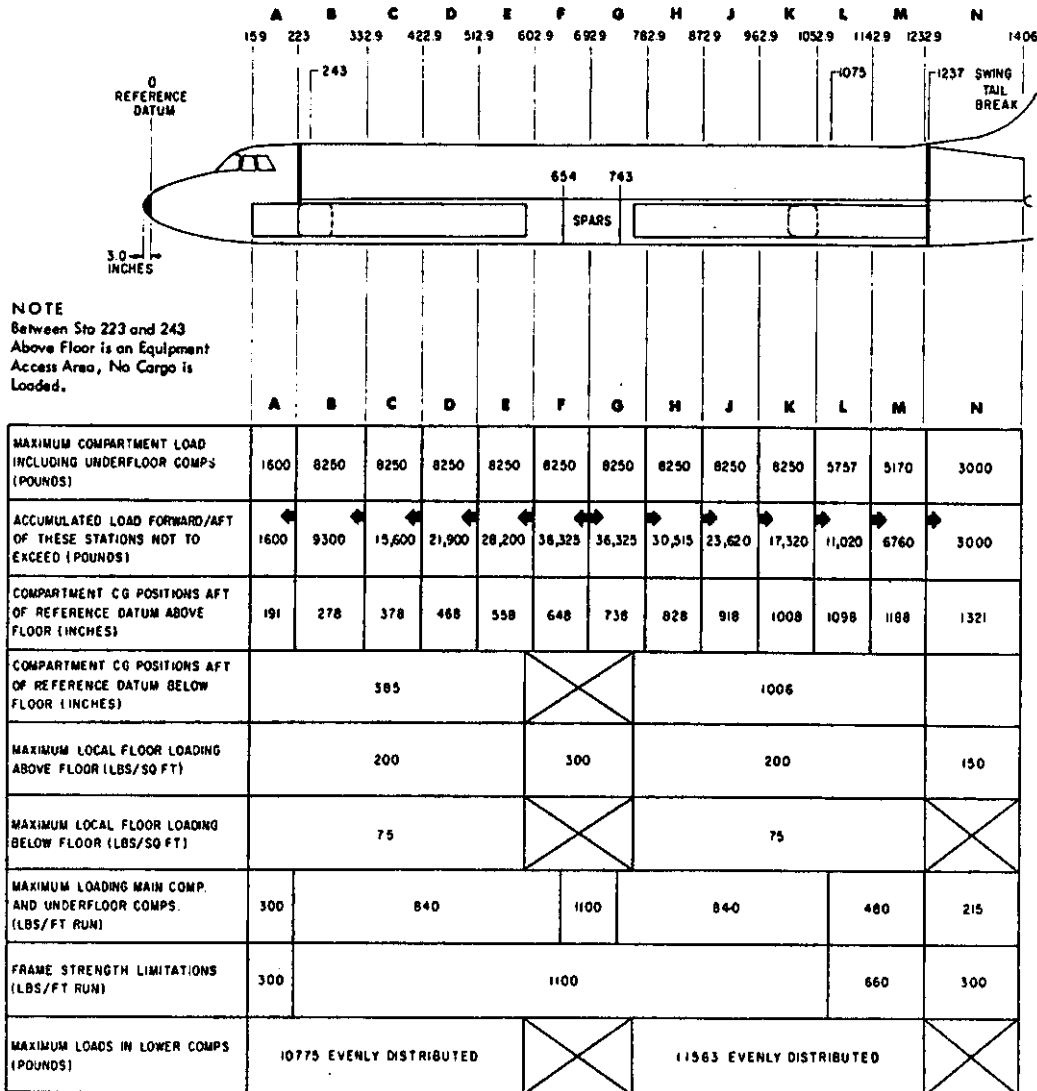 A B C D E F G H J K L M N
159 223 332.9 422.9 512.9 602.9 692.9 782.9 872.9 962.9 1052.9 1142.9 1232.9 1406
243
1075
1237 SWING
TAIL
BREAK
0
REFERENCE
DATUM
654 743
SPARS
3.0
INCHES
NOTE
Between Sta 223 and 243
Above Floor is an Equipment
Access Area, No Cargo is
Loaded.
A B C D E F G H J K L M N
MAXIMUM COMPARTMENT LOAD
INCLUDING UNDERFLOOR COMPS
(POUNDS)
1600 8250 8250 8250 8250 8250 8250 8250 8250 8250 5757 5170 3000
ACCUMULATED LOAD FORWARD/AFT
OF THESE STATIONS NOT TO
EXCEED (POUNDS)
1600 9300 15,600 21,900 28,200 38,325 36,325 30,515 23,620 17,320 11,020 6760 3000
COMPARTMENT CG POSITIONS AFT
OF REFERENCE DATUM ABOVE
FLOOR (INCHES)
191 278 378 468 558 648 738 828 918 1008 1098 1188 1321
COMPARTMENT CG POSITIONS AFT
OF REFERENCE DATUM BELOW
FLOOR (INCHES)
385 1006
MAXIMUM LOCAL FLOOR LOADING
ABOVE FLOOR (LBS/SQ FT)
200 300 200 150
MAXIMUM LOCAL FLOOR LOADING
BELOW FLOOR (LBS/SQ FT)
75 75
MAXIMUM LOADING MAIN COMP.
AND UNDERFLOOR COMPS.
(LBS/FT RUN)
300 840 1100 840 480 215
FRAME STRENGTH LIMITATIONS
(LBS/FT RUN)
300 1100 660 300
MAXIMUM LOADS IN LOWER COMPS
(POUNDS)
10775 EVENLY DISTRIBUTED 11563 EVENLY DISTRIBUTED